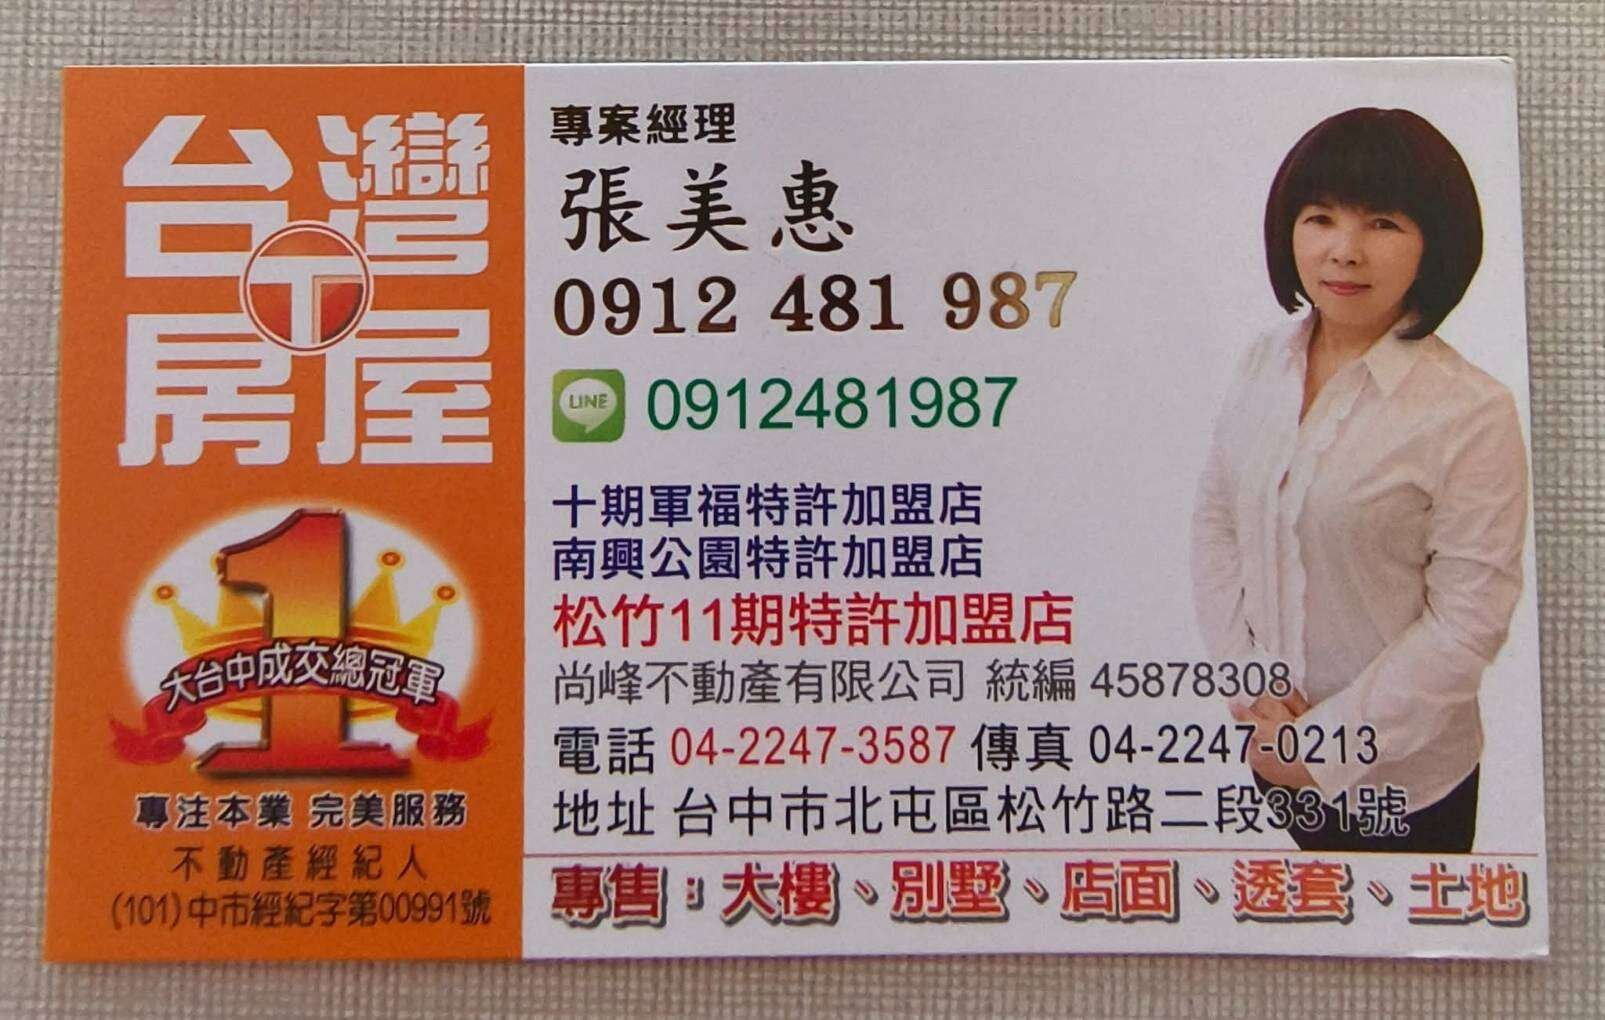 台灣
房屋
T
1
大台中成交總冠軍
專注本業 完美服務
不動產經紀人
(101)中市經紀字第00991號
專案經理
張美惠
0912 481 987
LINE 0912481987
十期軍福特許加盟店
南興公園特許加盟店
松竹11期特許加盟店
尚峰不動產有限公司 統編 45878308
電話 04-2247-3587 傳真 04-2247-0213
地址 台中市北屯區松竹路二段331號
專售：大樓、別墅、店面、透套、土地